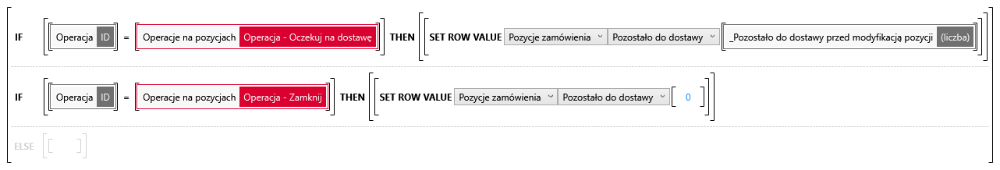 IF Operacja ID = Operacje na pozycjach Operacja - Oczekuj na dostawę THEN SET ROW VALUE Pozycje zamówienia Pozostało do dostawy _Pozostało do dostawy przed modyfikacją pozycji (liczba)
IF Operacja ID = Operacje na pozycjach Operacja - Zamknij THEN SET ROW VALUE Pozycje zamówienia Pozostało do dostawy 0
ELSE